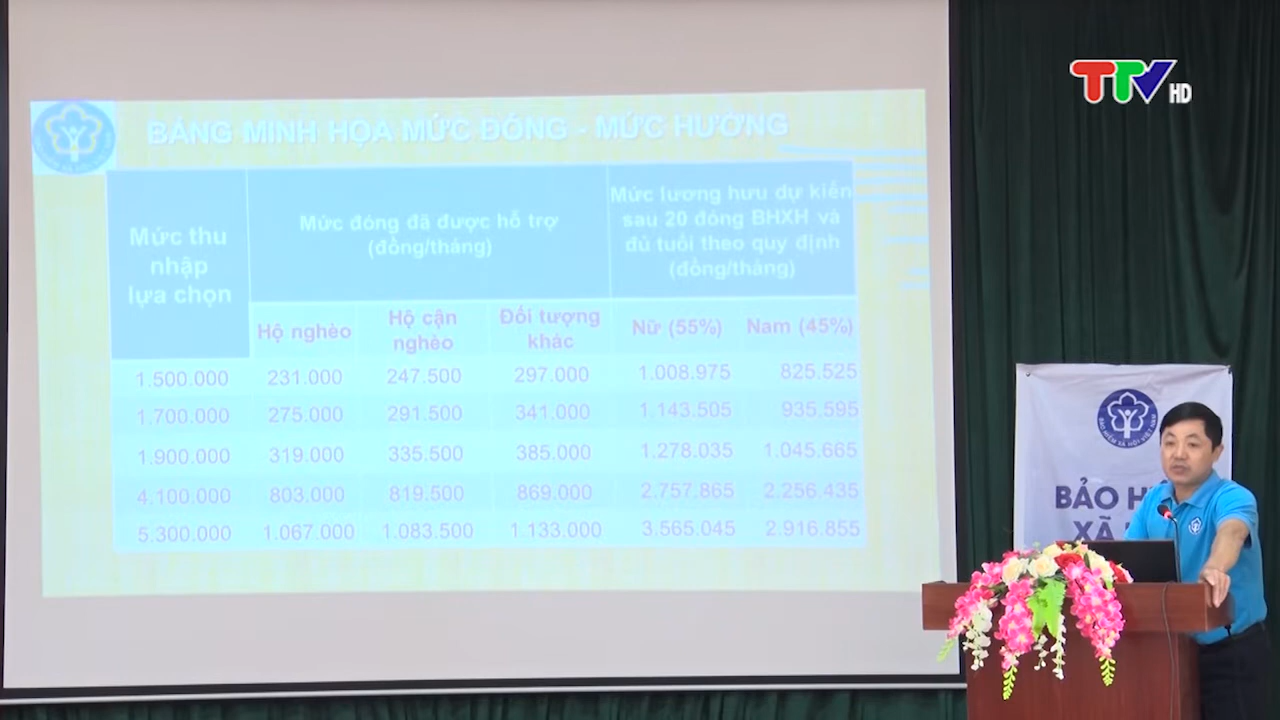 TTV HD
BẢNG MINH HỌA MỨC ĐÓNG - MỨC HƯỞNG
Mức thu
nhập
lựa chọn
Mức đóng đã được hỗ trợ
(đồng/tháng)
Mức lương hưu dự kiến
sau 20 đóng BHXH và
đủ tuổi theo quy định
(đồng/tháng)
Hộ nghèo
Hộ cận
nghèo
Đối tượng
khác
Nữ (55%)
Nam (45%)
1.500.000 231.000 247.500 297.000 1.008.975 825.525
1.700.000 275.000 291.500 341.000 1.143.505 935.595
1.900.000 319.000 335.500 385.000 1.278.035 1.045.665
4.100.000 803.000 819.500 869.000 2.757.865 2.256.435
5.300.000 1.067.000 1.083.500 1.133.000 3.565.045 2.916.855
BẢO HIỂM XÃ HỘI VIỆT NAM
BẢO
XÃ